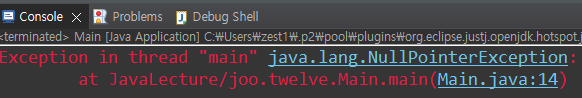 Console Problems Debug Shell
<terminated> Main [Java Application] C:₩Users₩zest1₩.p2₩pool₩plugins₩org.eclipse.justj.openjdk.hotspot.j
Exception in thread "main" java.lang.NullPointerException:
at JavaLecture/joo.twelve.Main.main(Main.java:14)